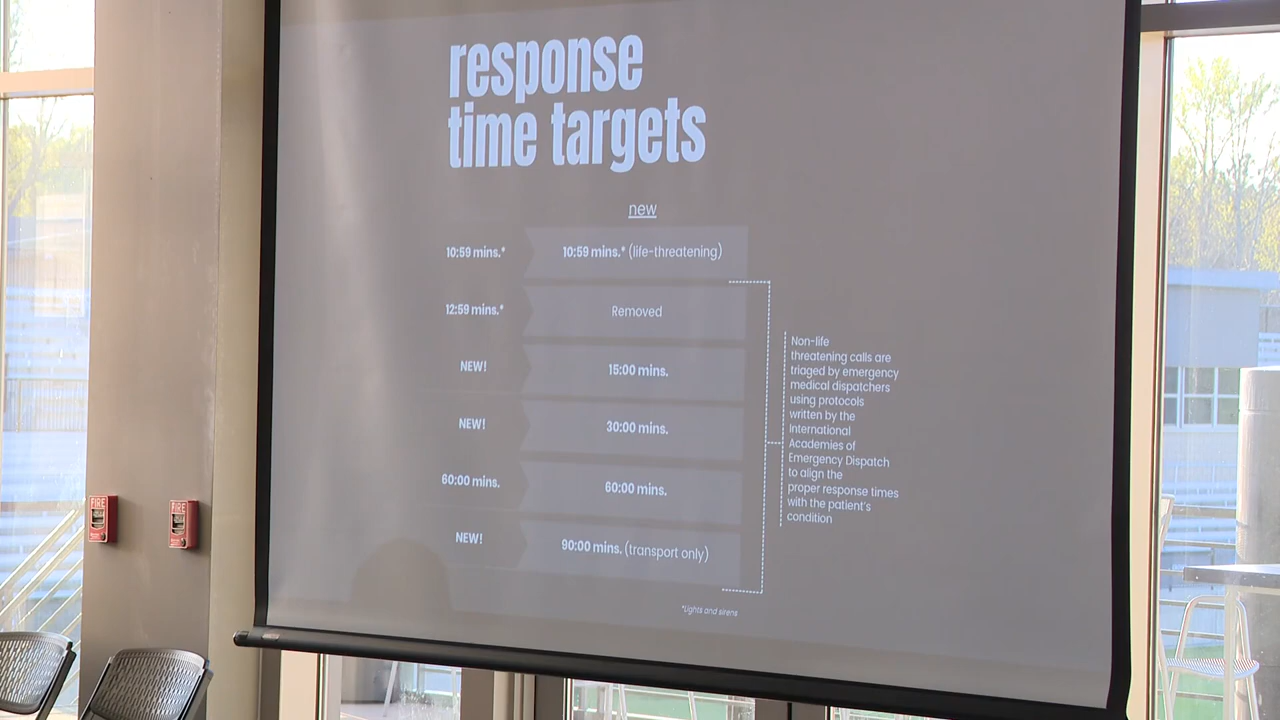 response
time targets
new
10:59 mins.* 10:59 mins.* (life-threatening)
12:59 mins.* Removed
NEW! 15:00 mins.
NEW! 30:00 mins.
60:00 mins. 60:00 mins.
NEW! 90:00 mins. (transport only)
Non-life
threatening calls are
triaged by emergency
medical dispatchers
using protocols
written by the
International
Academies of
Emergency Dispatch
to align the
proper response times
with the patient's
condition
*Lights and sirens
FIRE
FIRE